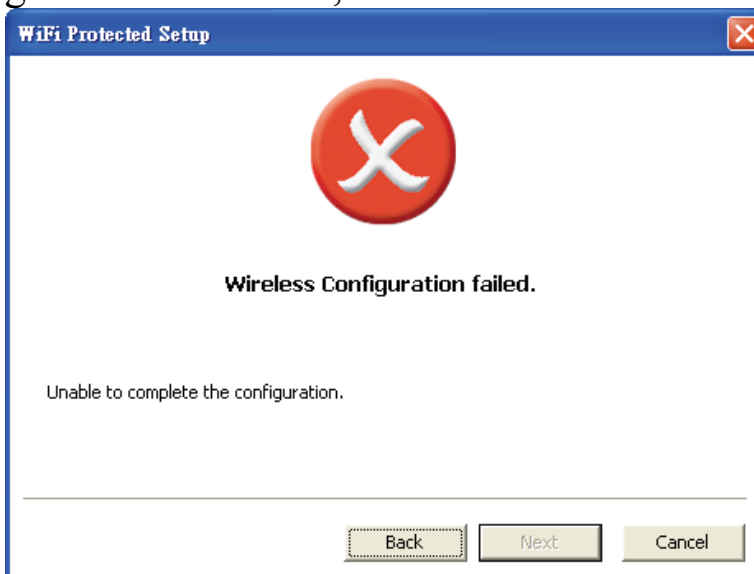 WiFi Protected Setup
Wireless Configuration failed.
Unable to complete the configuration.
Back Next Cancel